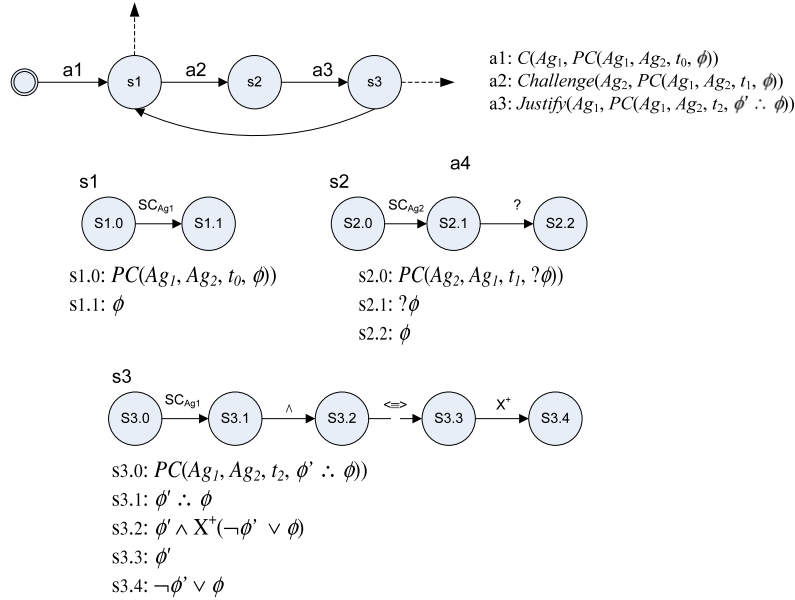 a1
s1
a2
s2
a3
s3
a1: C(Ag₁, PC(Ag₁, Ag₂, t₀, ϕ))
a2: Challenge(Ag₂, PC(Ag₁, Ag₂, t₁, ϕ))
a3: Justify(Ag₁, PC(Ag₁, Ag₂, t₂, ϕ' ∴ ϕ))
a4
s1
S1.0
SC_Ag1
S1.1
s1.0: PC(Ag₁, Ag₂, t₀, ϕ))
s1.1: ϕ
s2
S2.0
SC_Ag2
S2.1
?
S2.2
s2.0: PC(Ag₂, Ag₁, t₁, ?ϕ))
s2.1: ?ϕ
s2.2: ϕ
s3
S3.0
SC_Ag1
S3.1
∧
S3.2
<=>
S3.3
X⁺
S3.4
s3.0: PC(Ag₁, Ag₂, t₂, ϕ' ∴ ϕ))
s3.1: ϕ' ∴ ϕ
s3.2: ϕ' ∧ X⁺(¬ϕ' ∨ ϕ)
s3.3: ϕ'
s3.4: ¬ϕ' ∨ ϕ